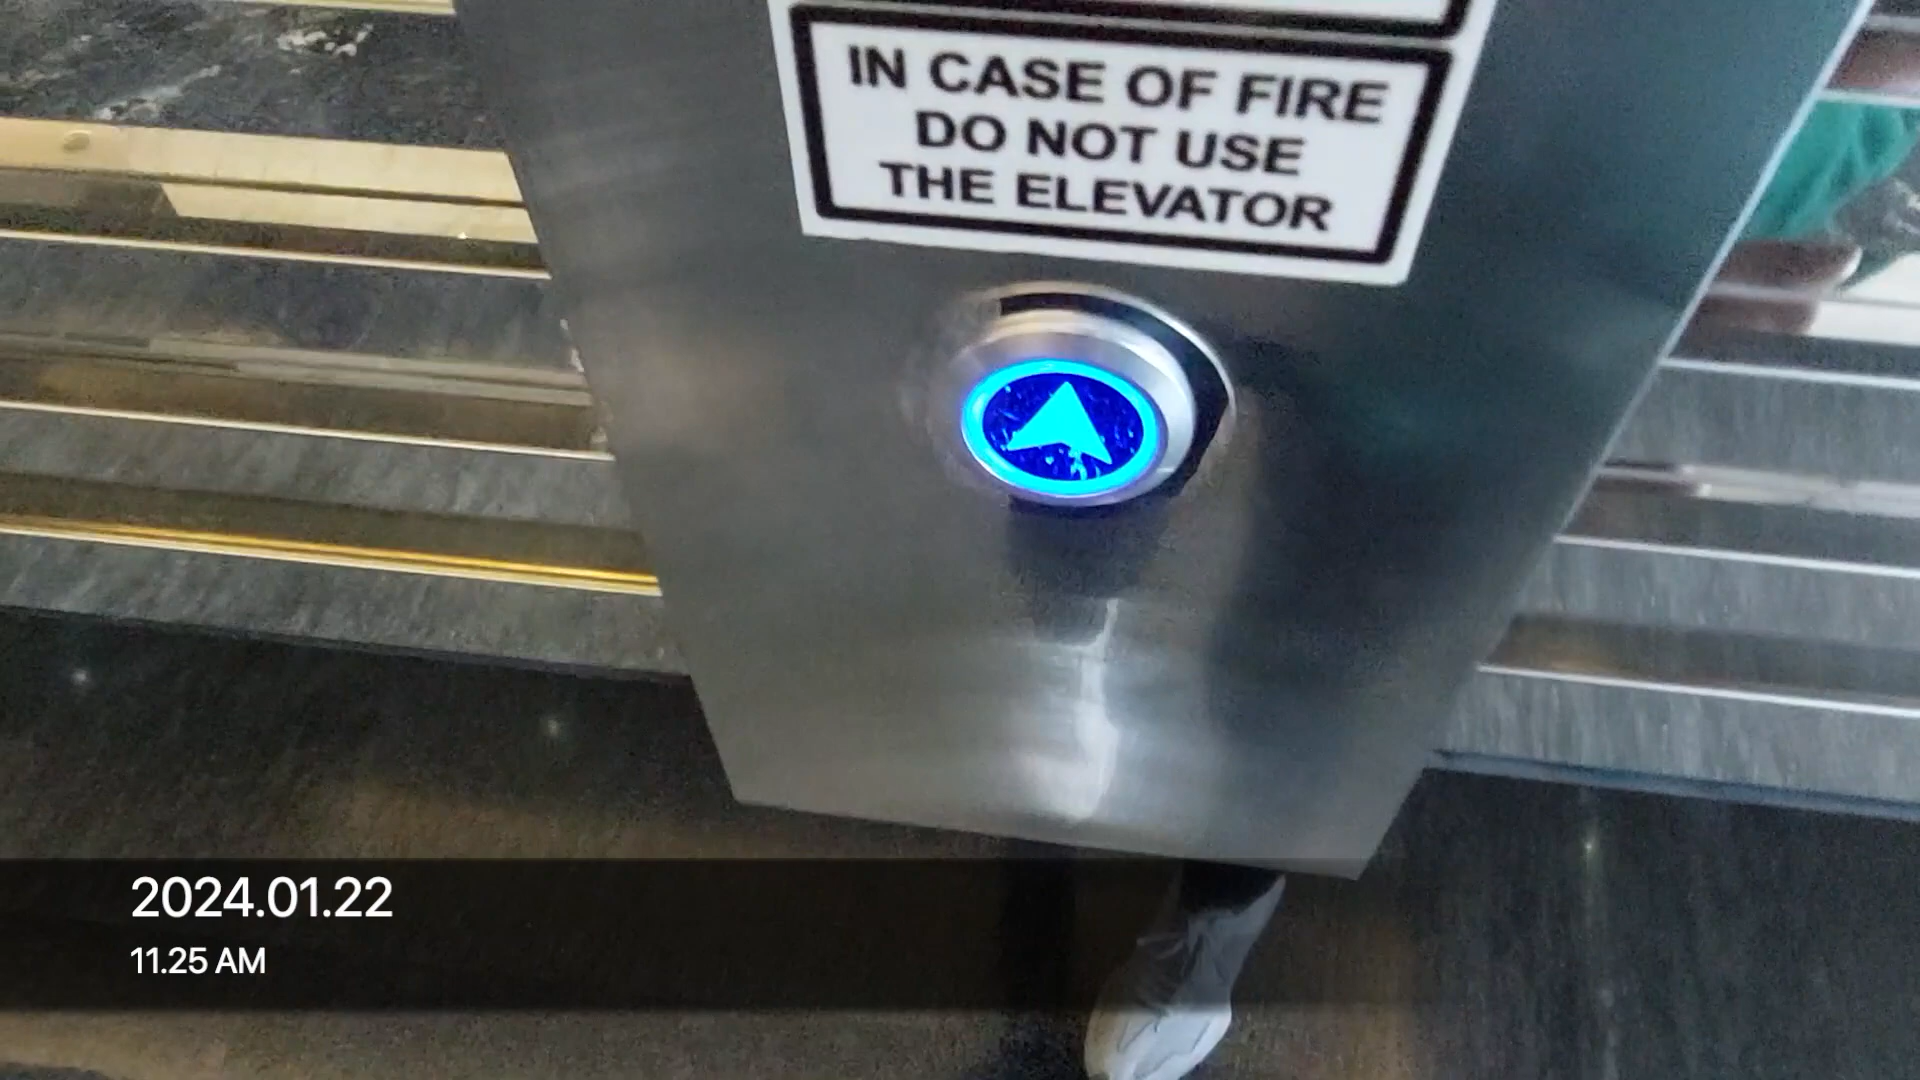 IN CASE OF FIRE
DO NOT USE
THE ELEVATOR
2024.01.22
11.25 AM